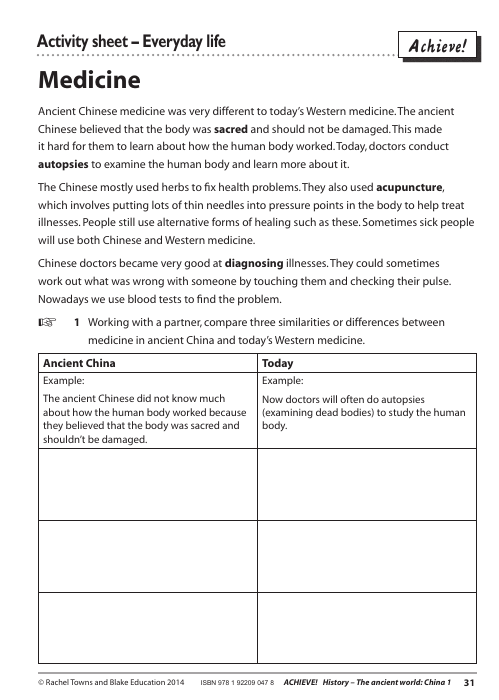 Activity sheet – Everyday life
Achieve!
Medicine
Ancient Chinese medicine was very different to today's Western medicine. The ancient
Chinese believed that the body was sacred and should not be damaged. This made
it hard for them to learn about how the human body worked. Today, doctors conduct
autopsies to examine the human body and learn more about it.
The Chinese mostly used herbs to fix health problems. They also used acupuncture,
which involves putting lots of thin needles into pressure points in the body to help treat
illnesses. People still use alternative forms of healing such as these. Sometimes sick people
will use both Chinese and Western medicine.
Chinese doctors became very good at diagnosing illnesses. They could sometimes
work out what was wrong with someone by touching them and checking their pulse.
Nowadays we use blood tests to find the problem.
1 Working with a partner, compare three similarities or differences between
medicine in ancient China and today's Western medicine.
Ancient China
Today
Example:
The ancient Chinese did not know much
about how the human body worked because
they believed that the body was sacred and
shouldn't be damaged.
Example:
Now doctors will often do autopsies
(examining dead bodies) to study the human
body.
© Rachel Towns and Blake Education 2014 ISBN 978 1 92209 047 8 ACHIEVE! History – The ancient world: China 1 31